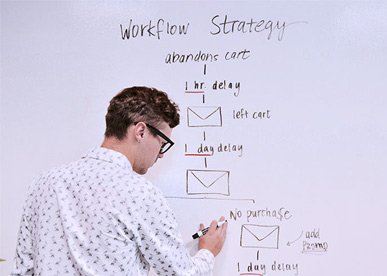 Workflow Strategy
abandons cart
1 hr. delay
left cart
1 day delay
No purchase
add
promo
1 day delay